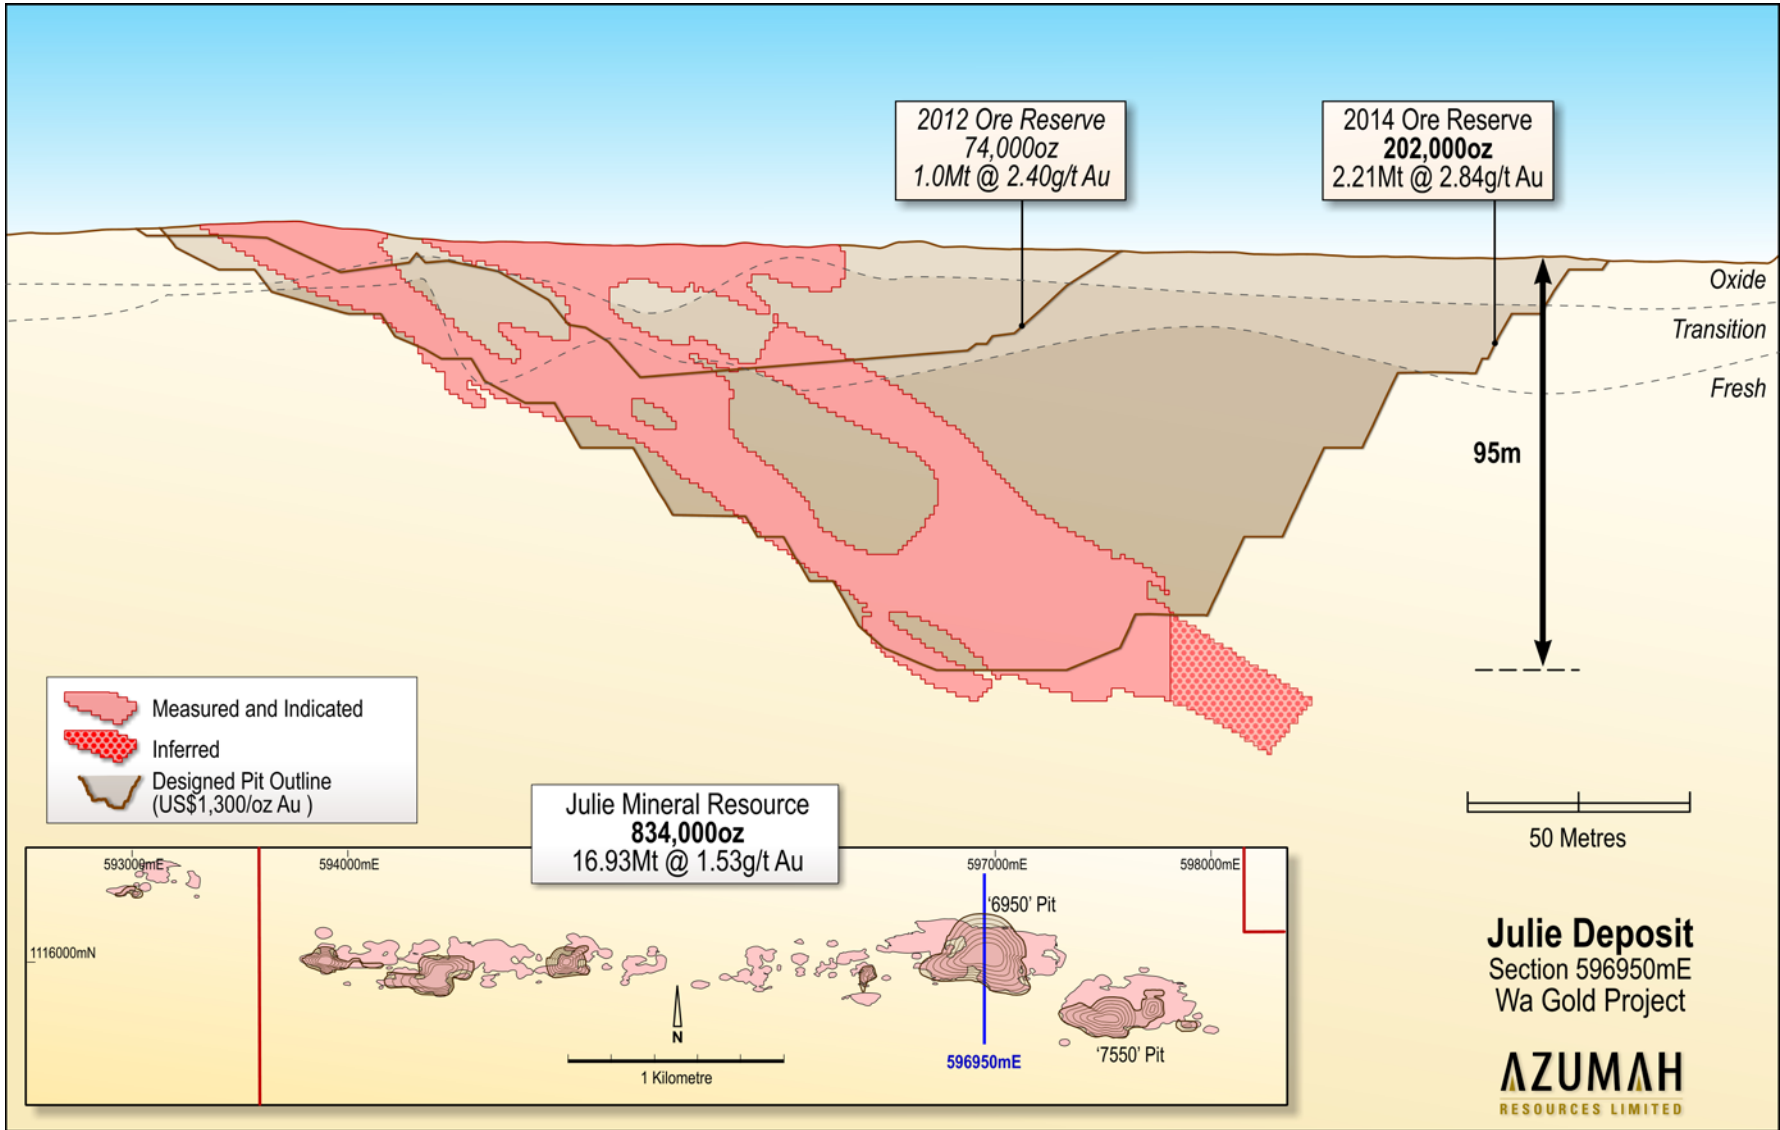 2012 Ore Reserve
74,000oz
1.0Mt @ 2.40g/t Au
2014 Ore Reserve
202,000oz
2.21Mt @ 2.84g/t Au
Oxide
Transition
Fresh
95m
Measured and Indicated
Inferred
Designed Pit Outline
(US$1,300/oz Au )
50 Metres
Julie Mineral Resource
834,000oz
16.93Mt @ 1.53g/t Au
593000mE
594000mE
597000mE
598000mE
1116000mN
'6950' Pit
'7550' Pit
N
1 Kilometre
596950mE
Julie Deposit
Section 596950mE
Wa Gold Project
AZUMAH
RESOURCES LIMITED